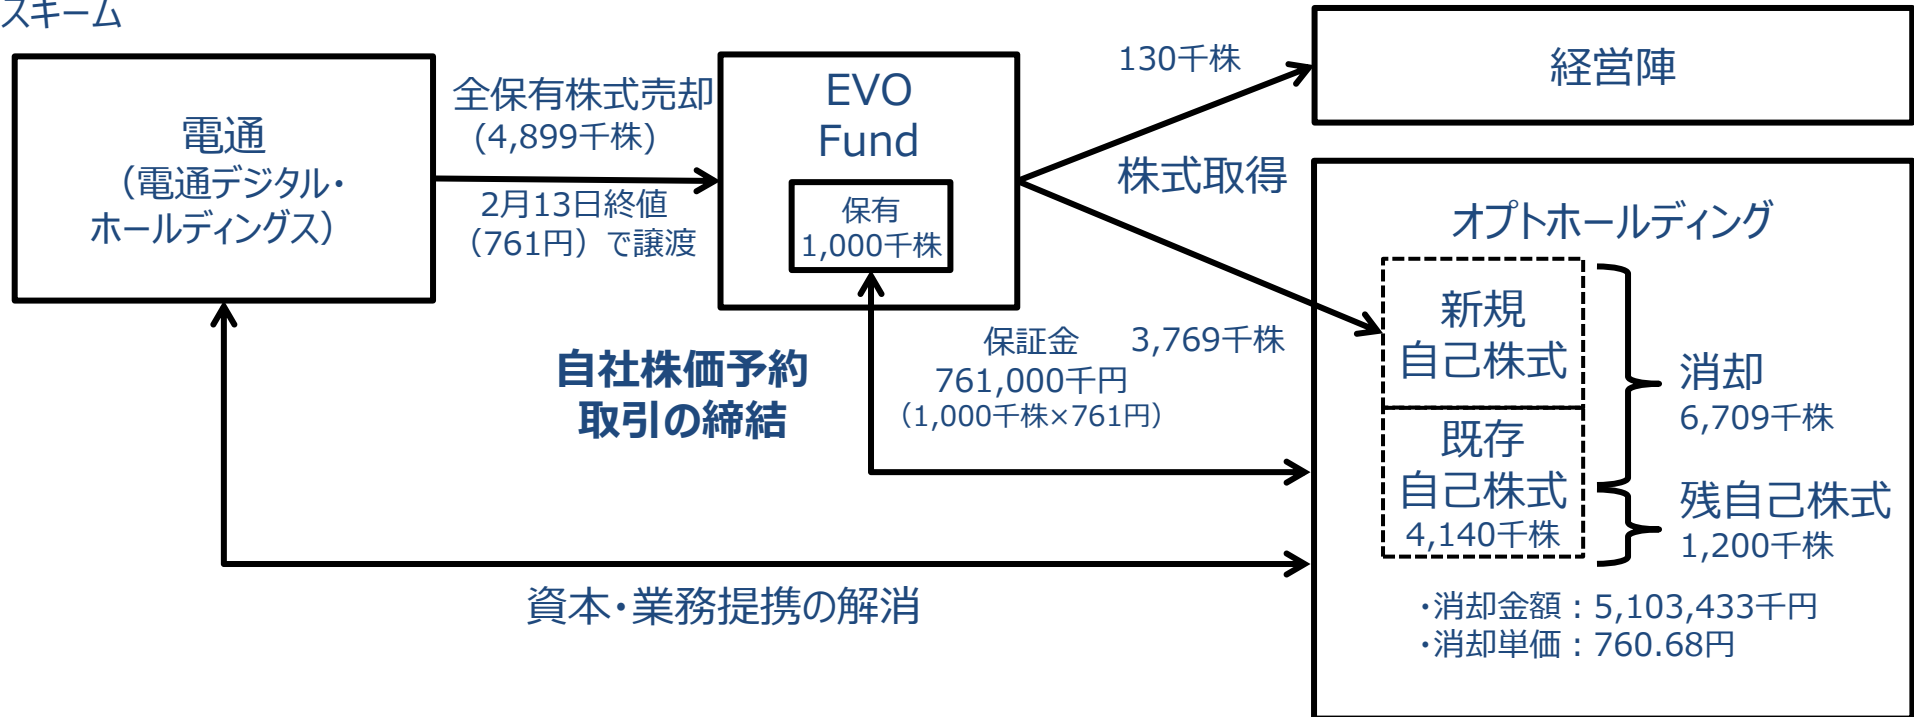 スキーム
電通
（電通デジタル・
ホールディングス）
全保有株式売却
(4,899千株)
2月13日終値
（761円）で譲渡
EVO
Fund
保有
1,000千株
130千株
株式取得
経営陣
オプトホールディング
新規
自己株式
既存
自己株式
4,140千株
消却
6,709千株
残自己株式
1,200千株
・消却金額：5,103,433千円
・消却単価：760.68円
3,769千株
保証金
761,000千円
（1,000千株×761円）
自社株価予約
取引の締結
資本・業務提携の解消